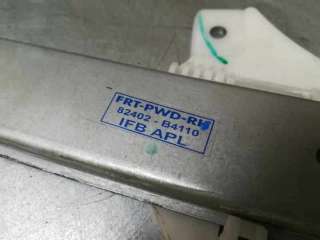 FRT-PWD-RH
82402 - B4110
IFB APL